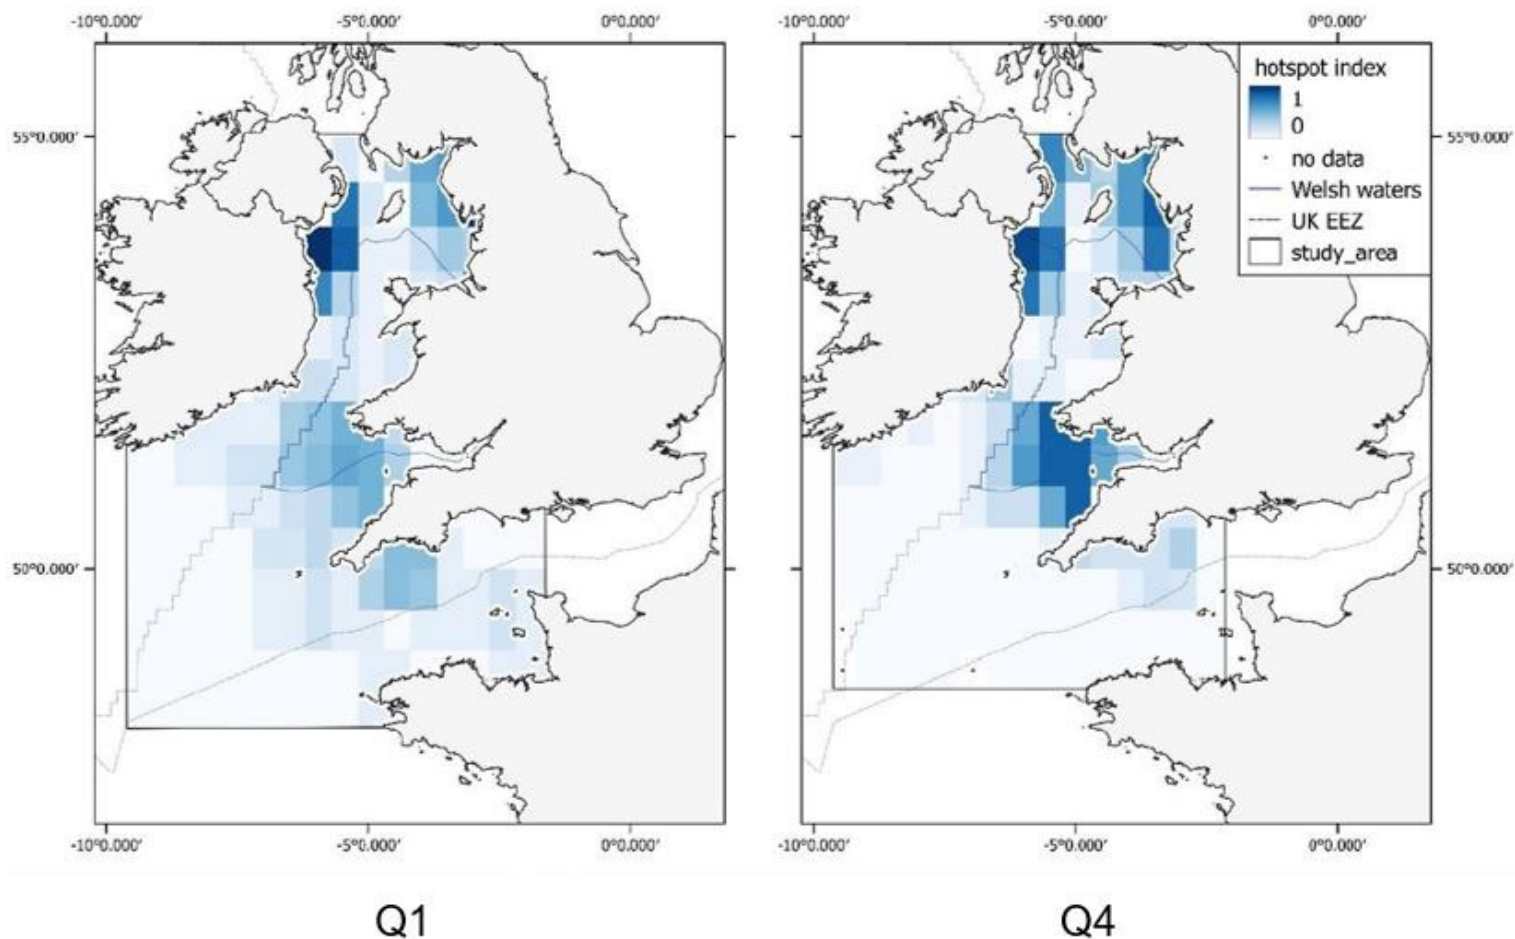 -10°0.000′ -5°0.000′ 0°0.000′ -10°0.000′ -5°0.000′ 0°0.000′
hotspot index
1
0
no data
Welsh waters
UK EEZ
study_area
55°0.000′ 55°0.000′
50°0.000′ 50°0.000′
-10°0.000′ -5°0.000′ 0°0.000′ -10°0.000′ -5°0.000′ 0°0.000′
Q1 Q4